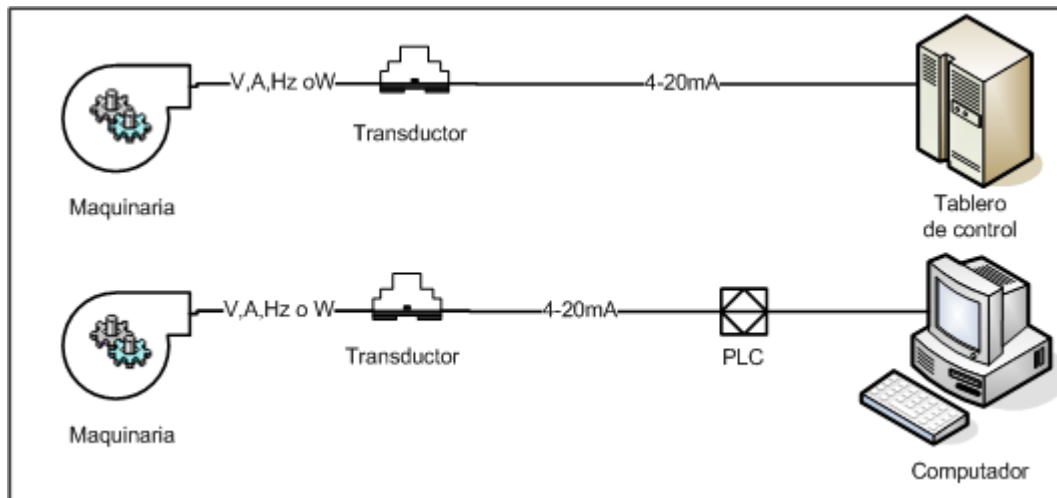 V,A,Hz oW
4-20mA
Transductor
Maquinaria
Tablero
de control
V,A,Hz o W
4-20mA
Transductor
PLC
Maquinaria
Computador